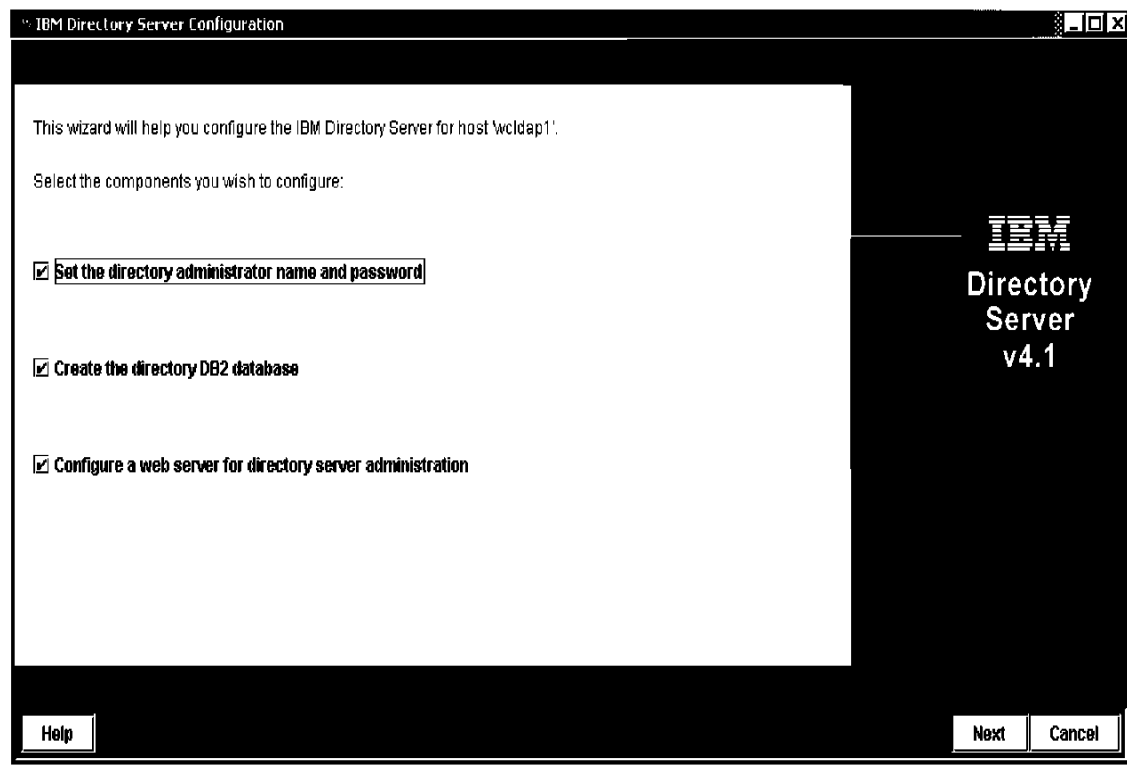 IBM Directory Server Configuration
This wizard will help you configure the IBM Directory Server for host 'wcldap1'.
Select the components you wish to configure:
Set the directory administrator name and password
Create the directory DB2 database
Configure a web server for directory server administration
IBM
Directory
Server
v4.1
Help
Next
Cancel